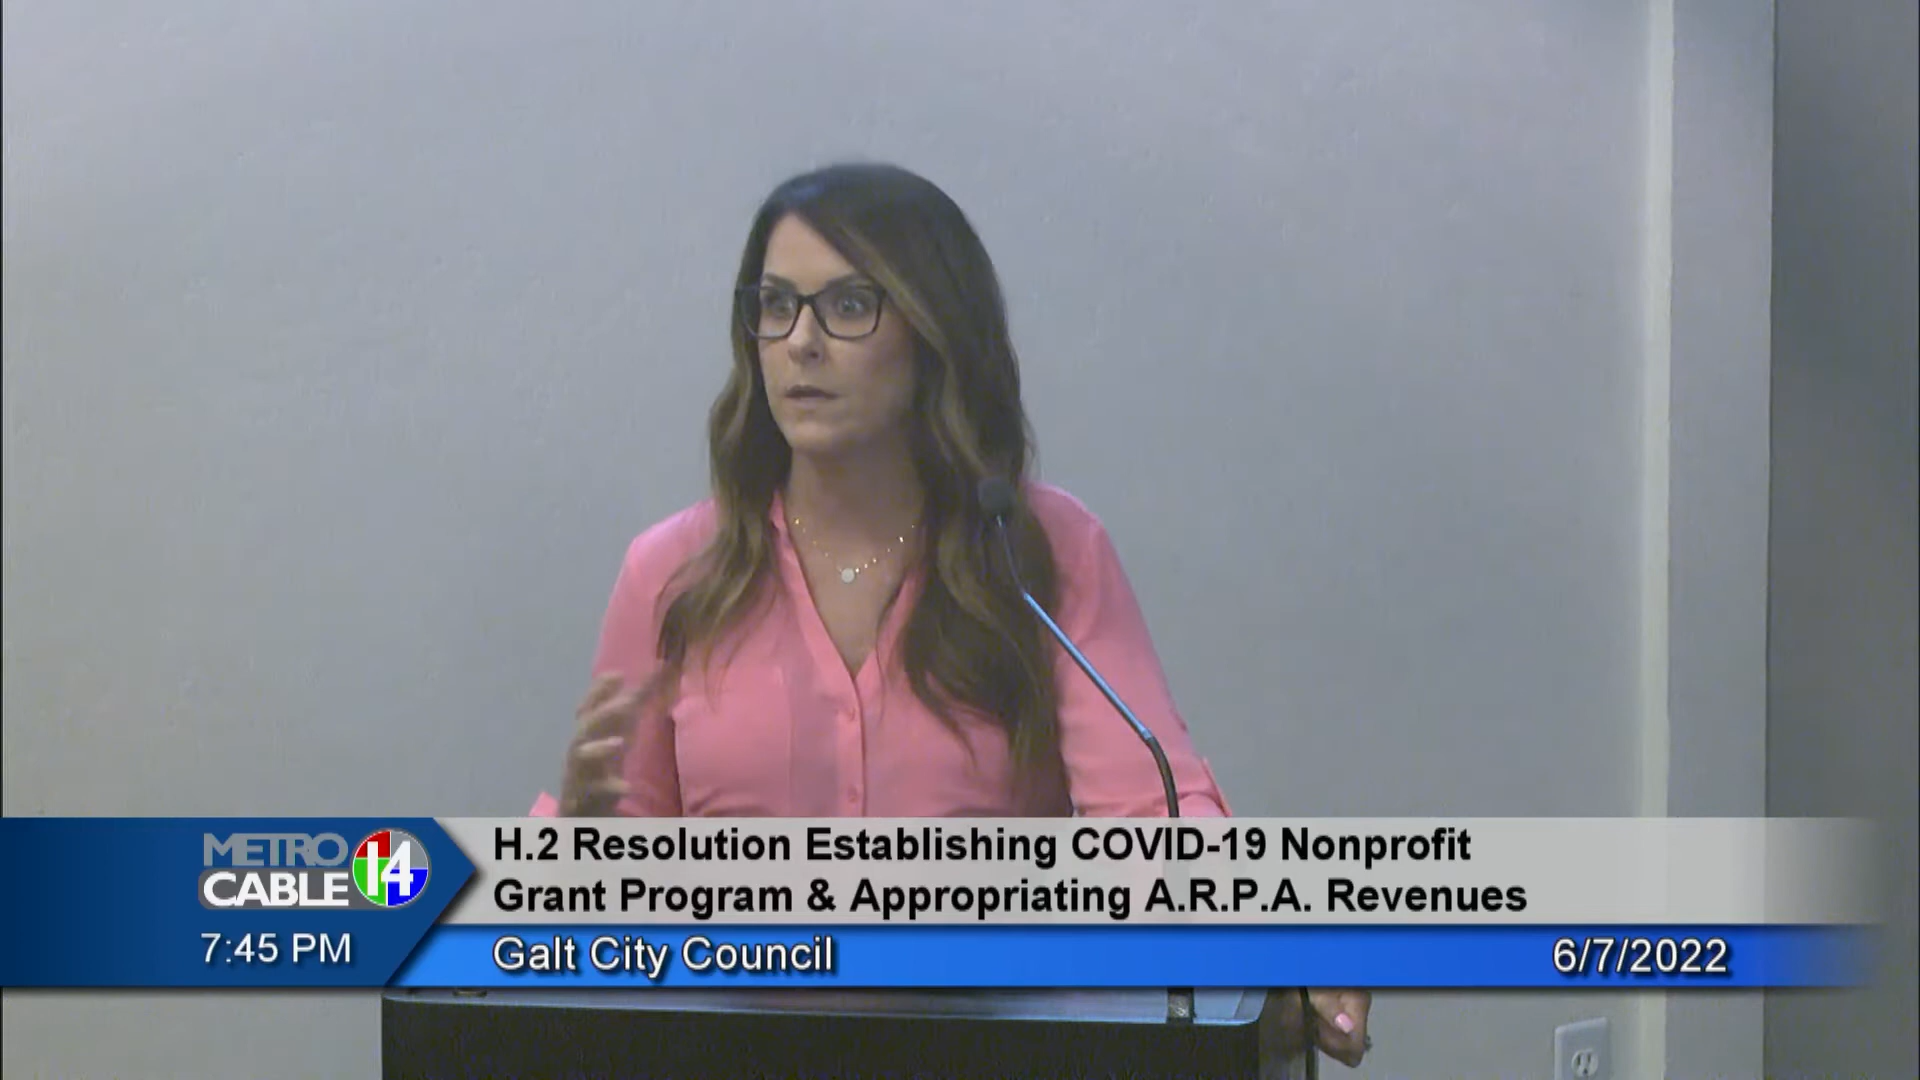 METRO
CABLE 14
7:45 PM
H.2 Resolution Establishing COVID-19 Nonprofit
Grant Program & Appropriating A.R.P.A. Revenues
Galt City Council
6/7/2022